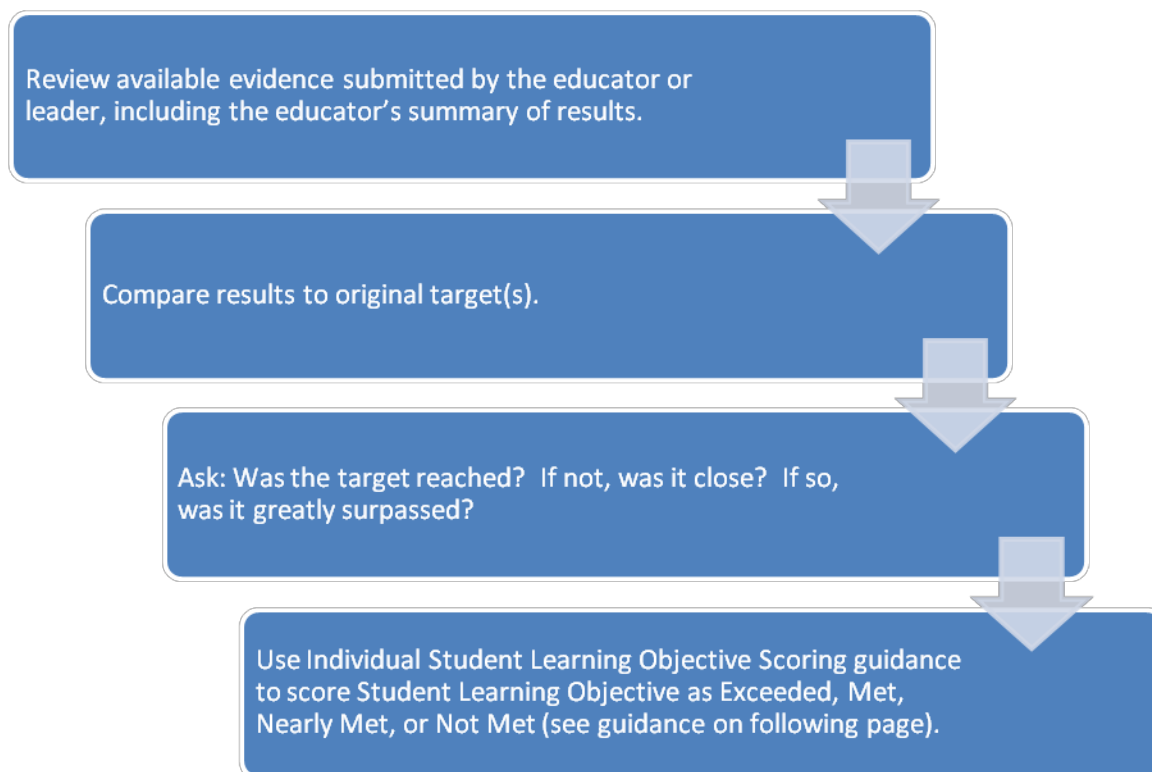 Review available evidence submitted by the educator or
leader, including the educator’s summary of results.
Compare results to original target(s).
Ask: Was the target reached?  If not, was it close?  If so,
was it greatly surpassed?
Use Individual Student Learning Objective Scoring guidance
to score Student Learning Objective as Exceeded, Met,
Nearly Met, or Not Met (see guidance on following page).